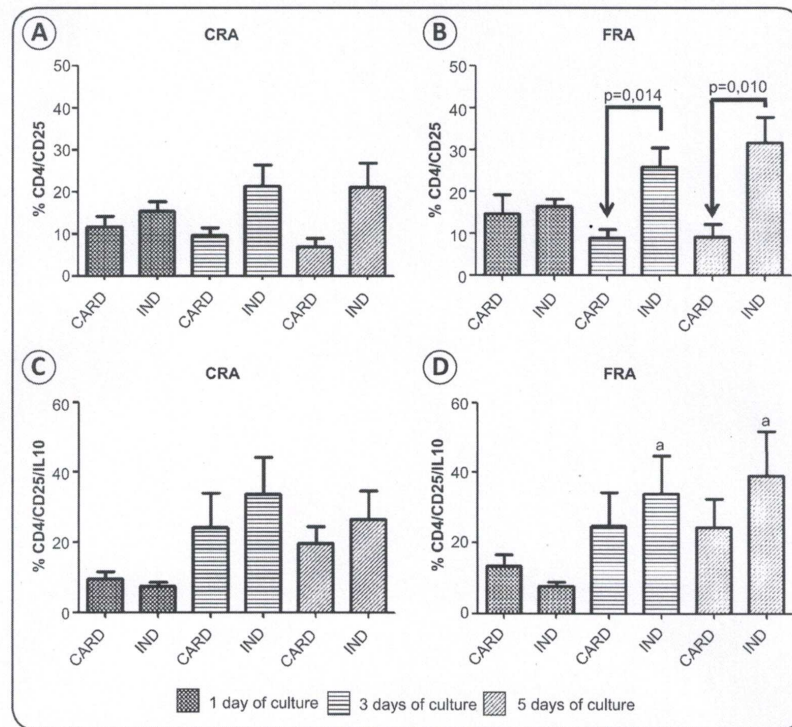 A
CRA
50
40
30
20
10
0
% CD4/CD25
CARD IND CARD IND CARD IND
B
FRA
50
40
30
20
10
0
% CD4/CD25
p=0,014
p=0,010
CARD IND CARD IND CARD IND
C
CRA
60
40
20
0
% CD4/CD25/IL10
CARD IND CARD IND CARD IND
D
FRA
60
40
20
0
% CD4/CD25/IL10
a
a
CARD IND CARD IND CARD IND
1 day of culture 3 days of culture 5 days of culture